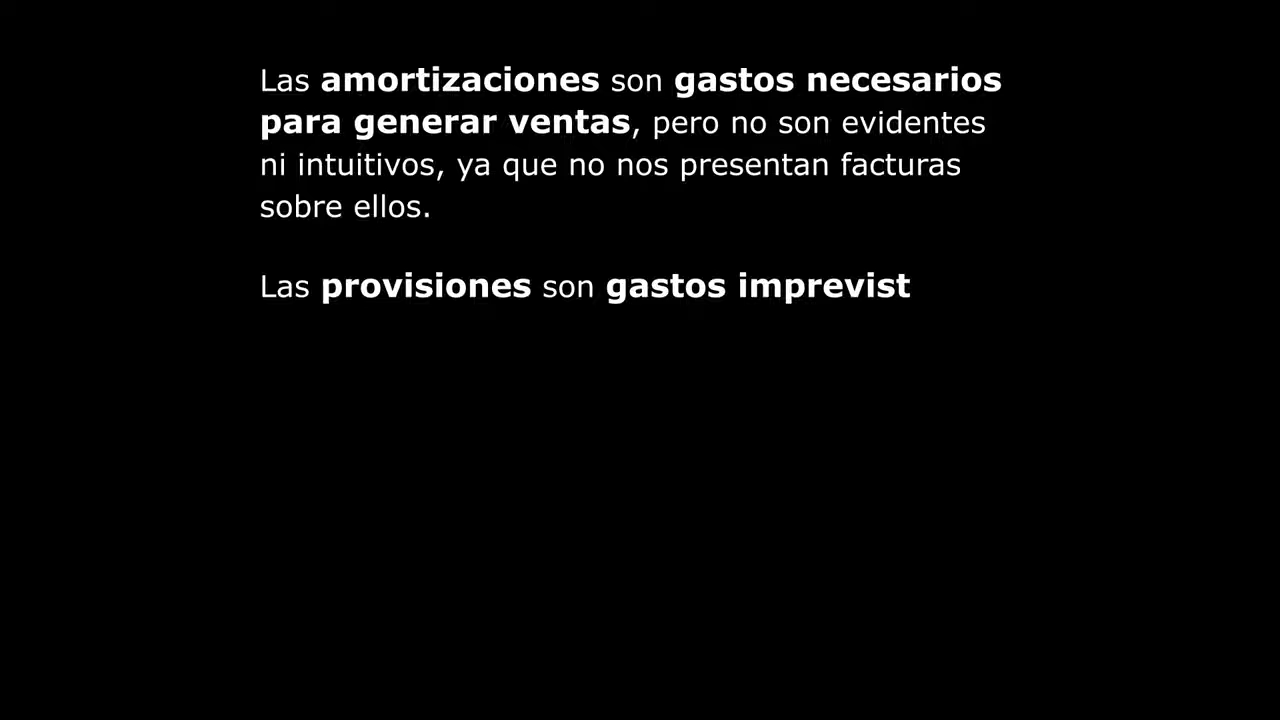 Las amortizaciones son gastos necesarios
para generar ventas, pero no son evidentes
ni intuitivos, ya que no nos presentan facturas
sobre ellos.
Las provisiones son gastos imprevist